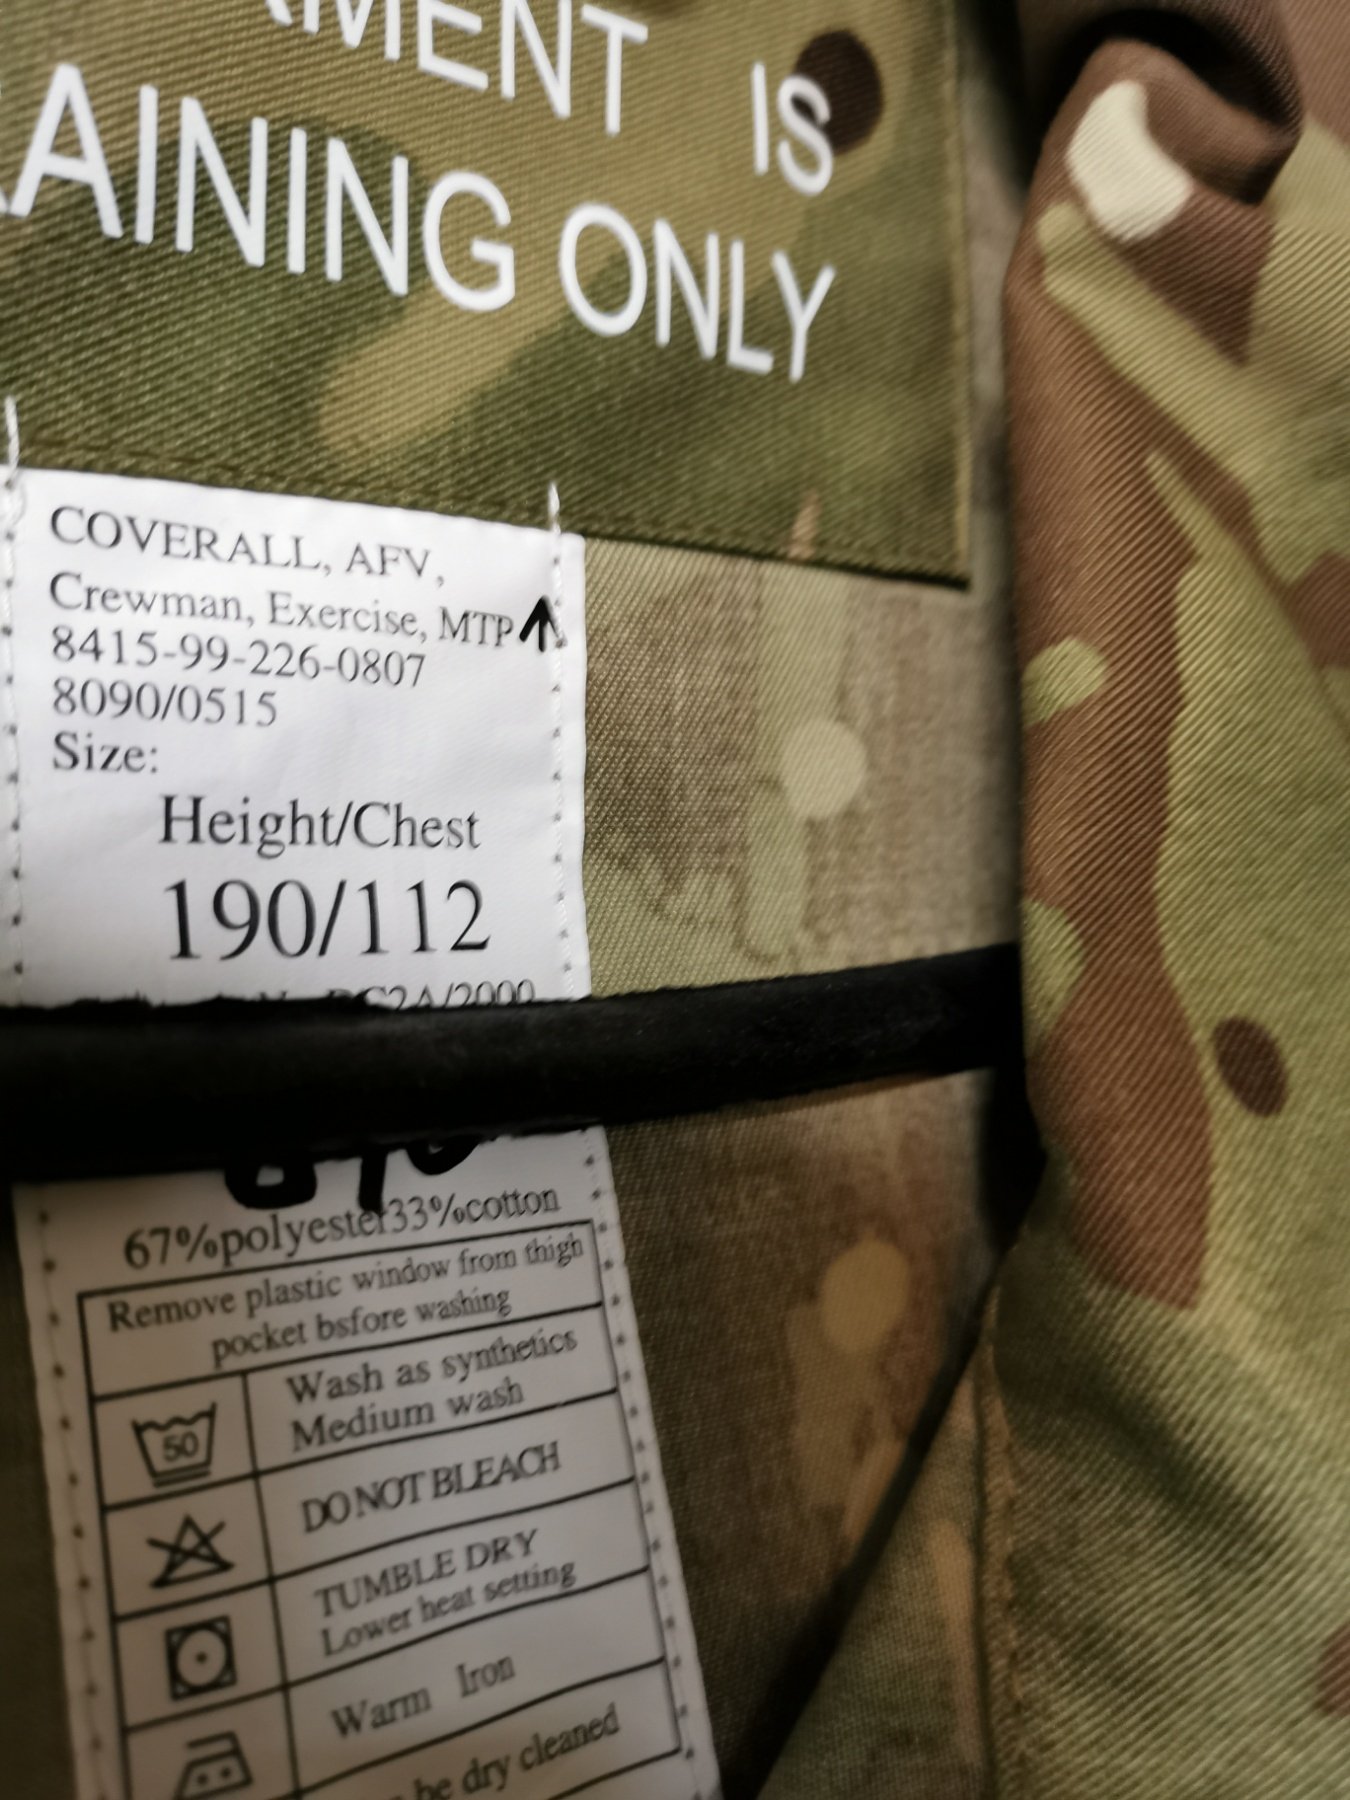 IS
ONLY
COVERALL, AFV,
Crewman, Exercise, MTP
8415-99-226-0807
8090/0515
Size:
Height/Chest
190/112
67%polyester33%cotton
Remove plastic window from thigh
pocket bsfore washing
50
Wash as synthetics
Medium wash
DO NOT BLEACH
TUMBLE DRY
Lower heat setting
Warm Iron
be dry cleaned